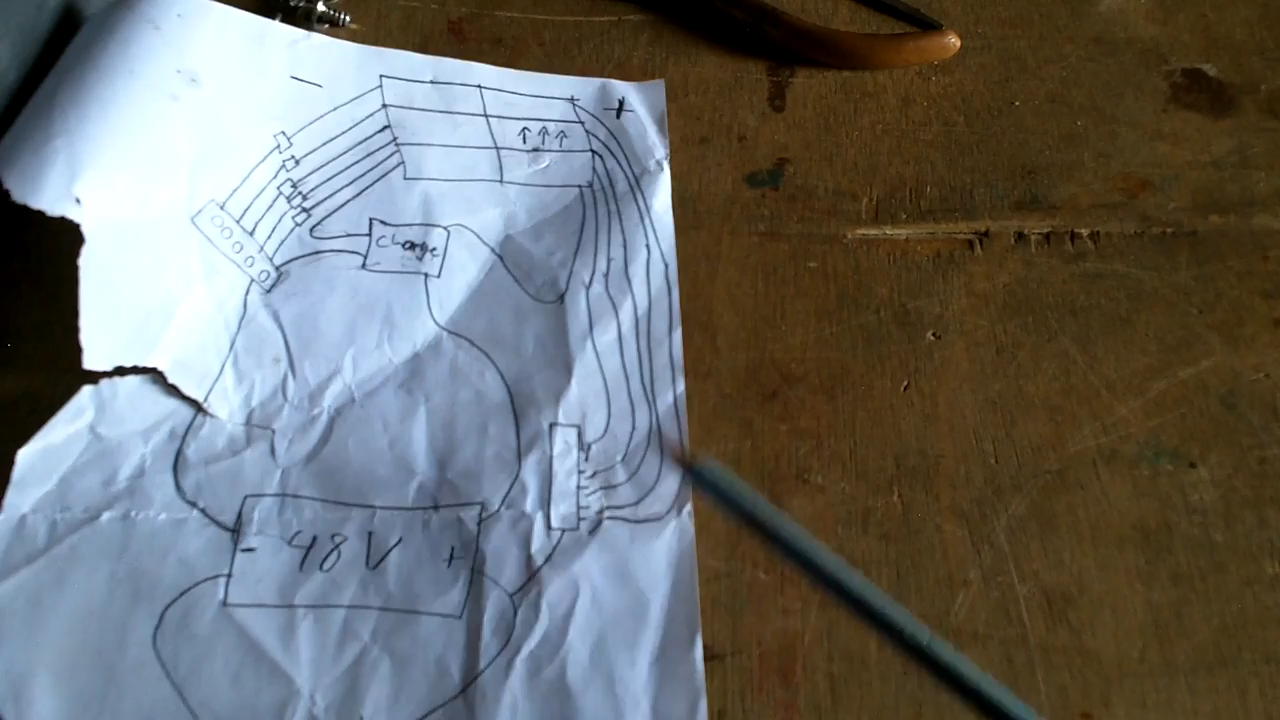 - +
↑↑↑
charge
- 48V +